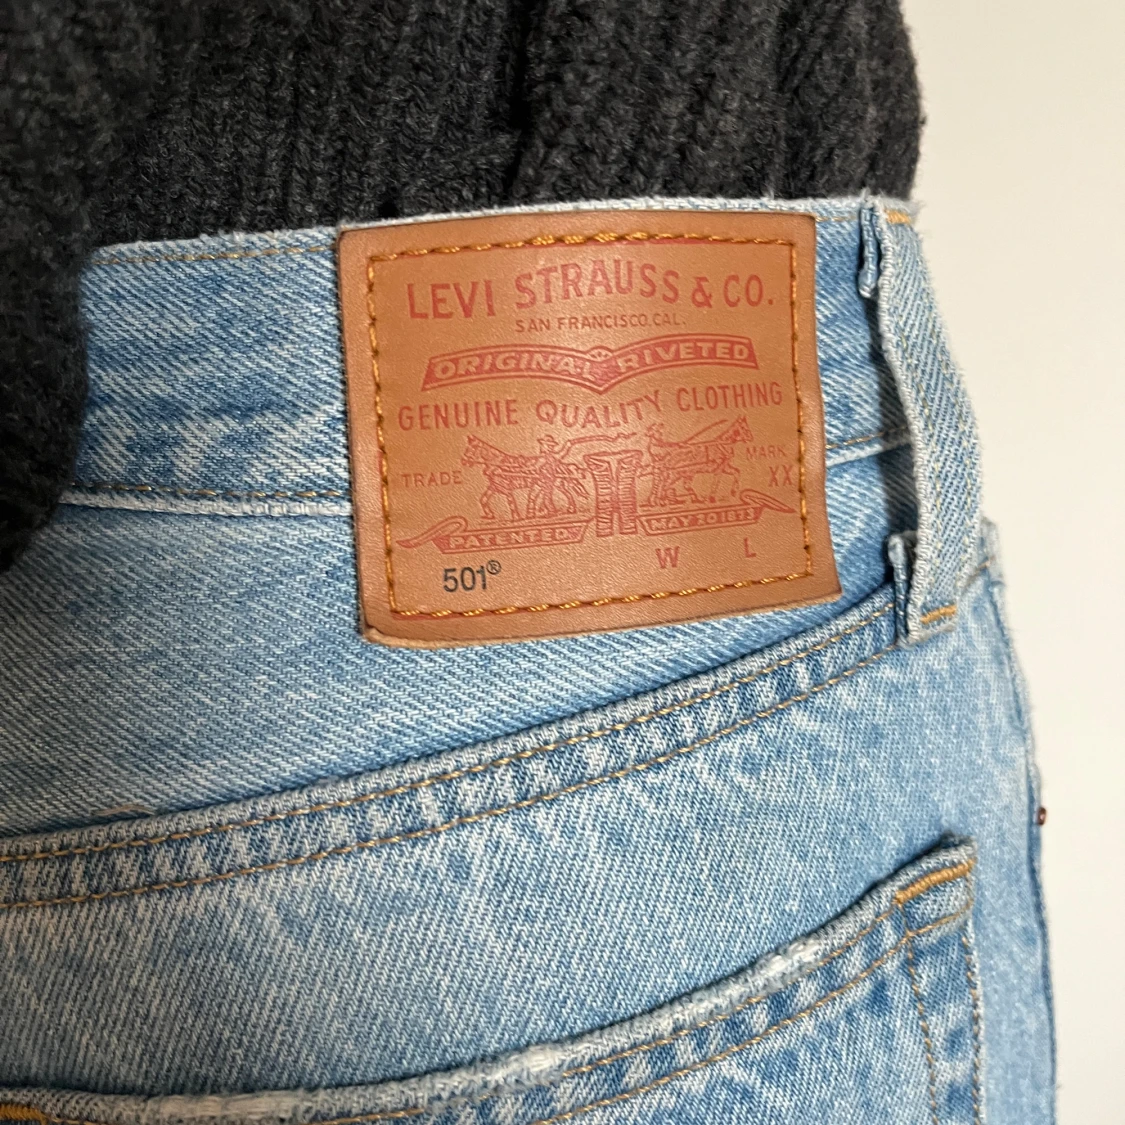 LEVI STRAUSS & CO.
SAN FRANCISCO.CAL.
ORIGINAL RIVETED
GENUINE QUALITY CLOTHING
TRADE MARK
XX
PATENTED MAY 20 1873
W L
501®